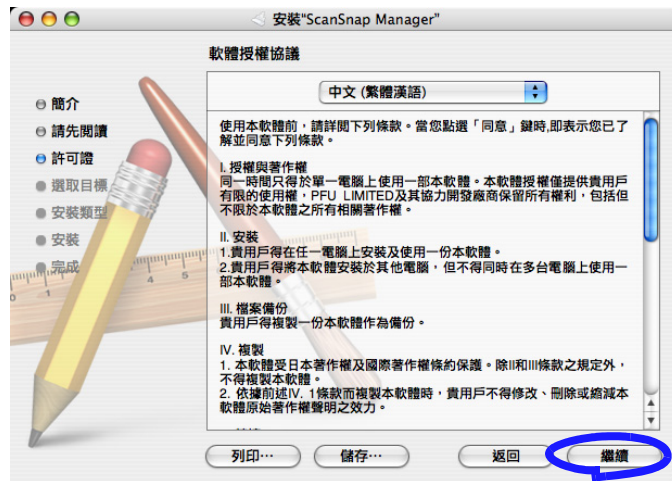 安裝"ScanSnap Manager"
軟體授權協議
簡介
請先閱讀
許可證
選取目標
安裝類型
安裝
完成
中文 (繁體漢語)
使用本軟體前，請詳閱下列條款。當您點選「同意」鍵時,即表示您已了
解並同意下列條款。
I. 授權與著作權
同一時間只得於單一電腦上使用一部本軟體。本軟體授權僅提供貴用戶
有限的使用權，PFU LIMITED及其協力開發廠商保留所有權利，包括但
不限於本軟體之所有相關著作權。
II. 安裝
1.貴用戶得在任一電腦上安裝及使用一份本軟體。
2.貴用戶得將本軟體安裝於其他電腦，但不得同時在多台電腦上使用一
部本軟體。
III. 檔案備份
貴用戶得複製一份本軟體作為備份。
IV. 複製
1. 本軟體受日本著作權及國際著作權條約保護。除II和III條款之規定外，
不得複製本軟體。
2. 依據前述IV. 1條款而複製本軟體時，貴用戶不得修改、刪除或縮減本
軟體原始著作權聲明之效力。
列印…
儲存…
返回
繼續